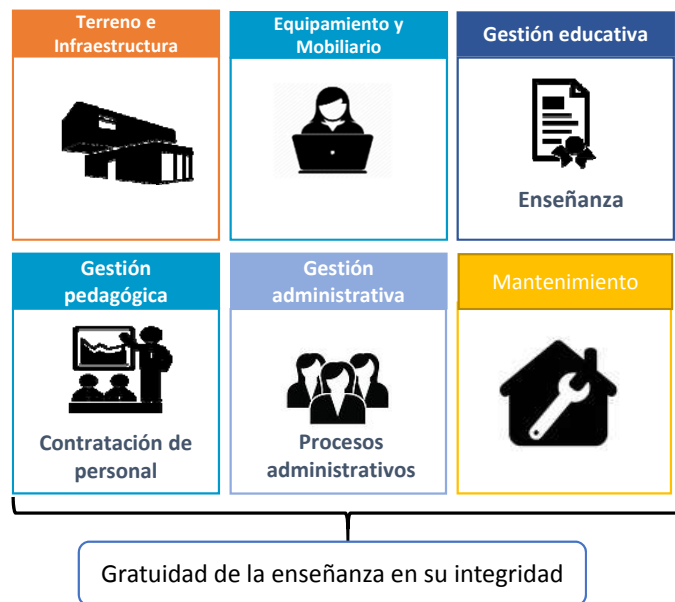 Terreno e
Infraestructura
Equipamiento y
Mobiliario
Gestión educativa
Enseñanza
Gestión
pedagógica
Contratación de
personal
Gestión
administrativa
Procesos
administrativos
Mantenimiento
Gratuidad de la enseñanza en su integridad